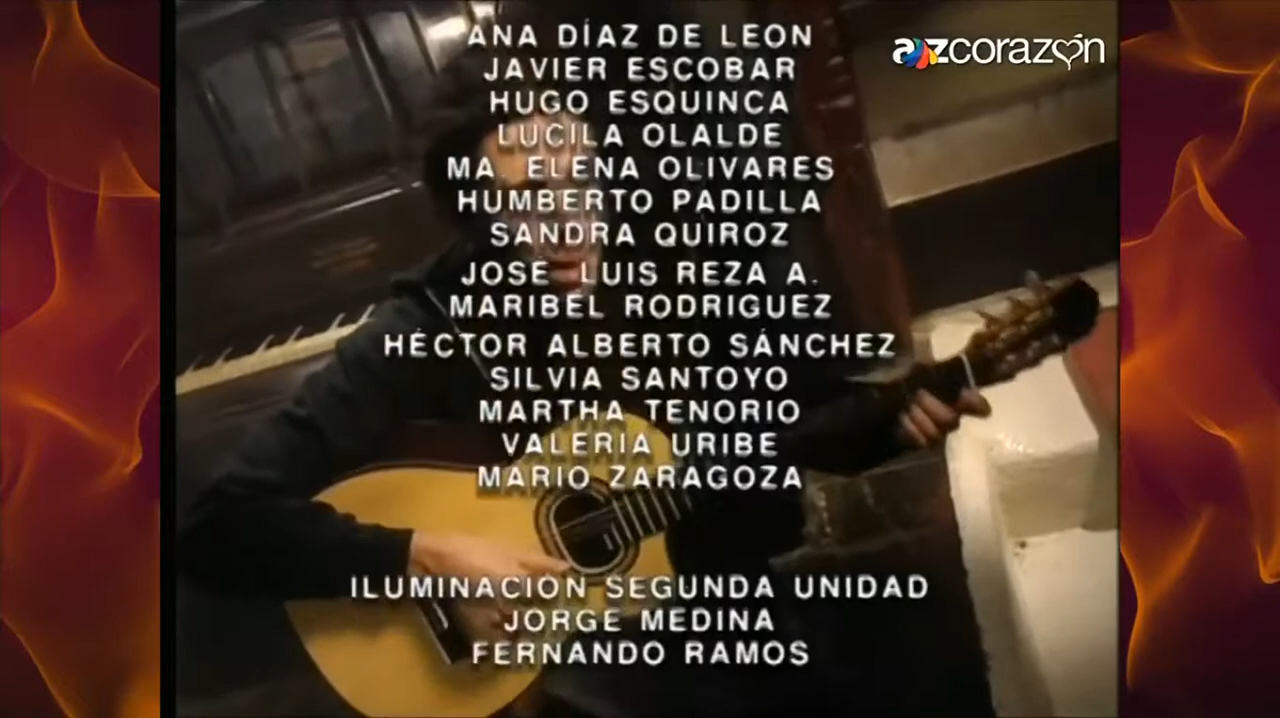 ANA DÍAZ DE LEON
azcorazón
JAVIER ESCOBAR
HUGO ESQUINCA
LUCILA OLALDE
MA. ELENA OLIVARES
HUMBERTO PADILLA
SANDRA QUIROZ
JOSÉ LUIS REZA A.
MARIBEL RODRIGUEZ
HÉCTOR ALBERTO SÁNCHEZ
SILVIA SANTOYO
MARTHA TENORIO
VALERIA URIBE
MARIO ZARAGOZA
ILUMINACIÓN SEGUNDA UNIDAD
JORGE MEDINA
FERNANDO RAMOS